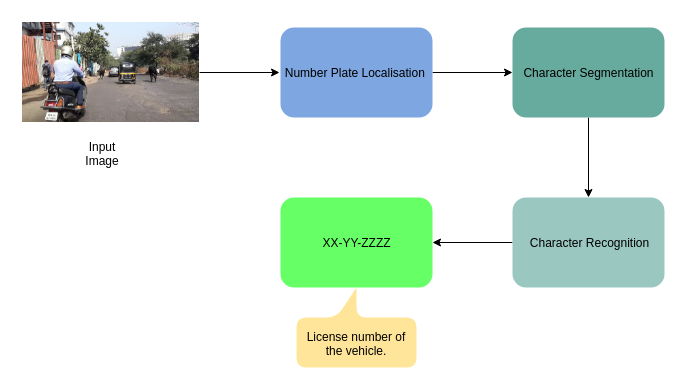 Number Plate Localisation
Character Segmentation
Input
Image
XX-YY-ZZZZ
Character Recognition
License number of
the vehicle.